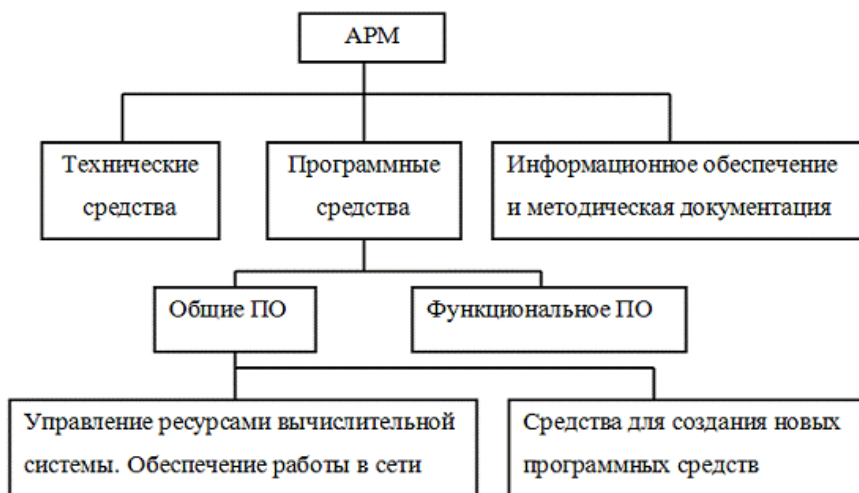 АРМ
Технические
средства
Программные
средства
Информационное обеспечение
и методическая документация
Общие ПО
Функциональное ПО
Управление ресурсами вычислительной
системы. Обеспечение работы в сети
Средства для создания новых
программных средств